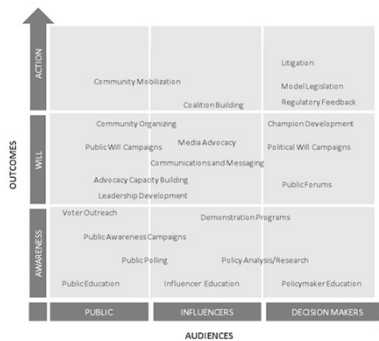 ACTION
Litigation
Community Mobilization
Model Legislation
Coalition Building
Regulatory Feedback
OUTCOMES
WILL
Community Organizing
Champion Development
Public Will Campaigns
Media Advocacy
Political Will Campaigns
Communications and Messaging
Advocacy Capacity Building
Public Forums
Leadership Development
AWARENESS
Voter Outreach
Demonstration Programs
Public Awareness Campaigns
Public Polling
Policy Analysis/Research
Public Education
Influencer Education
Policymaker Education
PUBLIC
INFLUENCERS
DECISION MAKERS
AUDIENCES